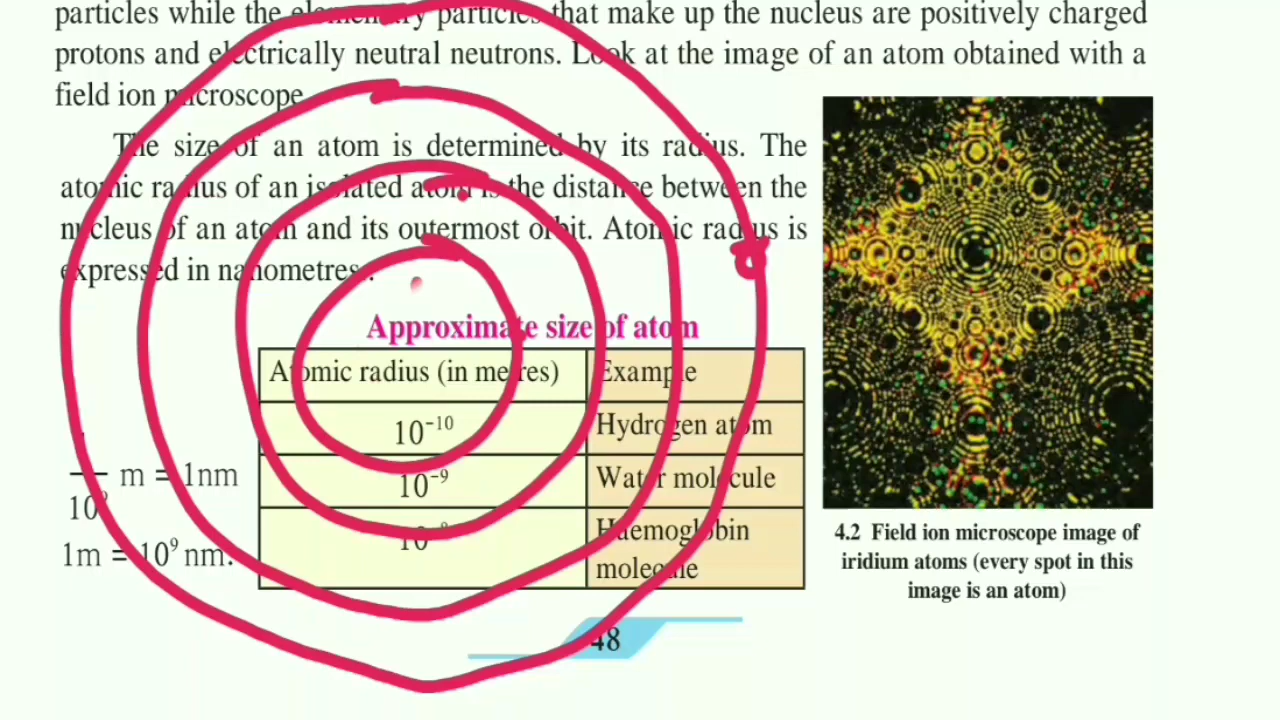 particles while the elementary particles that make up the nucleus are positively charged
protons and electrically neutral neutrons. Look at the image of an atom obtained with a
field ion microscope
The size of an atom is determined by its radius. The
atomic radius of an isolated atom is the distance between the
nucleus of an atom and its outermost orbit. Atomic radius is
expressed in nanometres.
Approximate size of atom
Atomic radius (in metres) Example
10⁻¹⁰ Hydrogen atom
10⁻⁹ Water molecule
10⁻⁸ Haemoglobin
molecule
1/10⁹ m = 1nm
1m = 10⁹ nm.
4.2 Field ion microscope image of
iridium atoms (every spot in this
image is an atom)
48